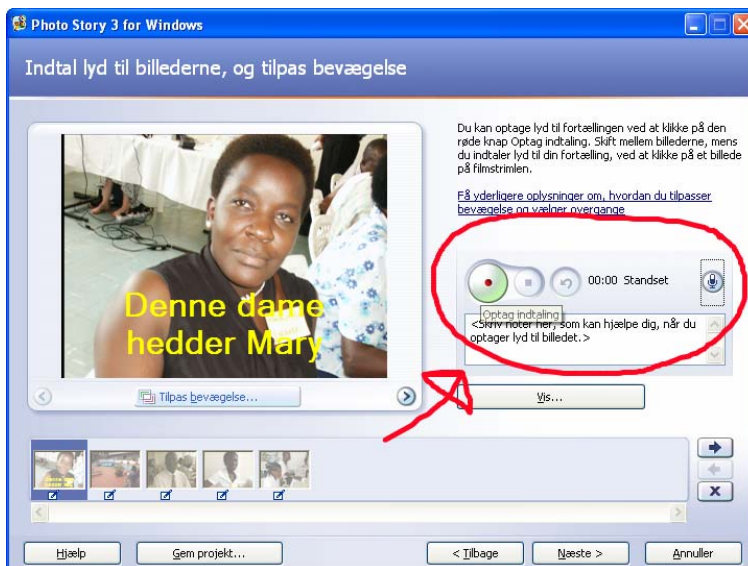 Photo Story 3 for Windows
Indtal lyd til billederne, og tilpas bevægelse
Du kan optage lyd til fortællingen ved at klikke på den
røde knap Optag indtaling. Skift mellem billederne, mens
du indtaler lyd til din fortælling, ved at klikke på et billede
på filmstrimlen.
Få yderligere oplysninger om, hvordan du tilpasser
bevægelse og vælger overgange
00:00 Standset
Optag indtaling
<Skriv noter her, som kan hjælpe dig, når du
optager lyd til billedet.>
Denne dame
hedder Mary
Tilpas bevægelse...
Vis...
Hjælp
Gem projekt...
< Tilbage
Næste >
Annuller